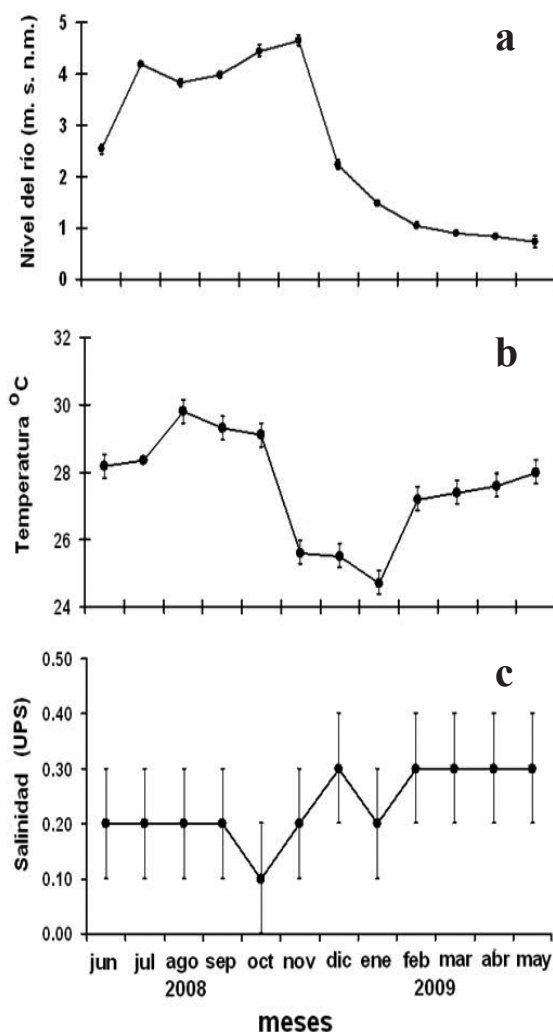 a
Nivel del río (m. s. n.m.)
5
4
3
2
1
0
b
Temperatura °C
32
30
28
26
24
c
Salinidad (UPS)
0.50
0.40
0.30
0.20
0.10
0.00
jun jul ago sep oct nov dic ene feb mar abr may
2008 2009
meses